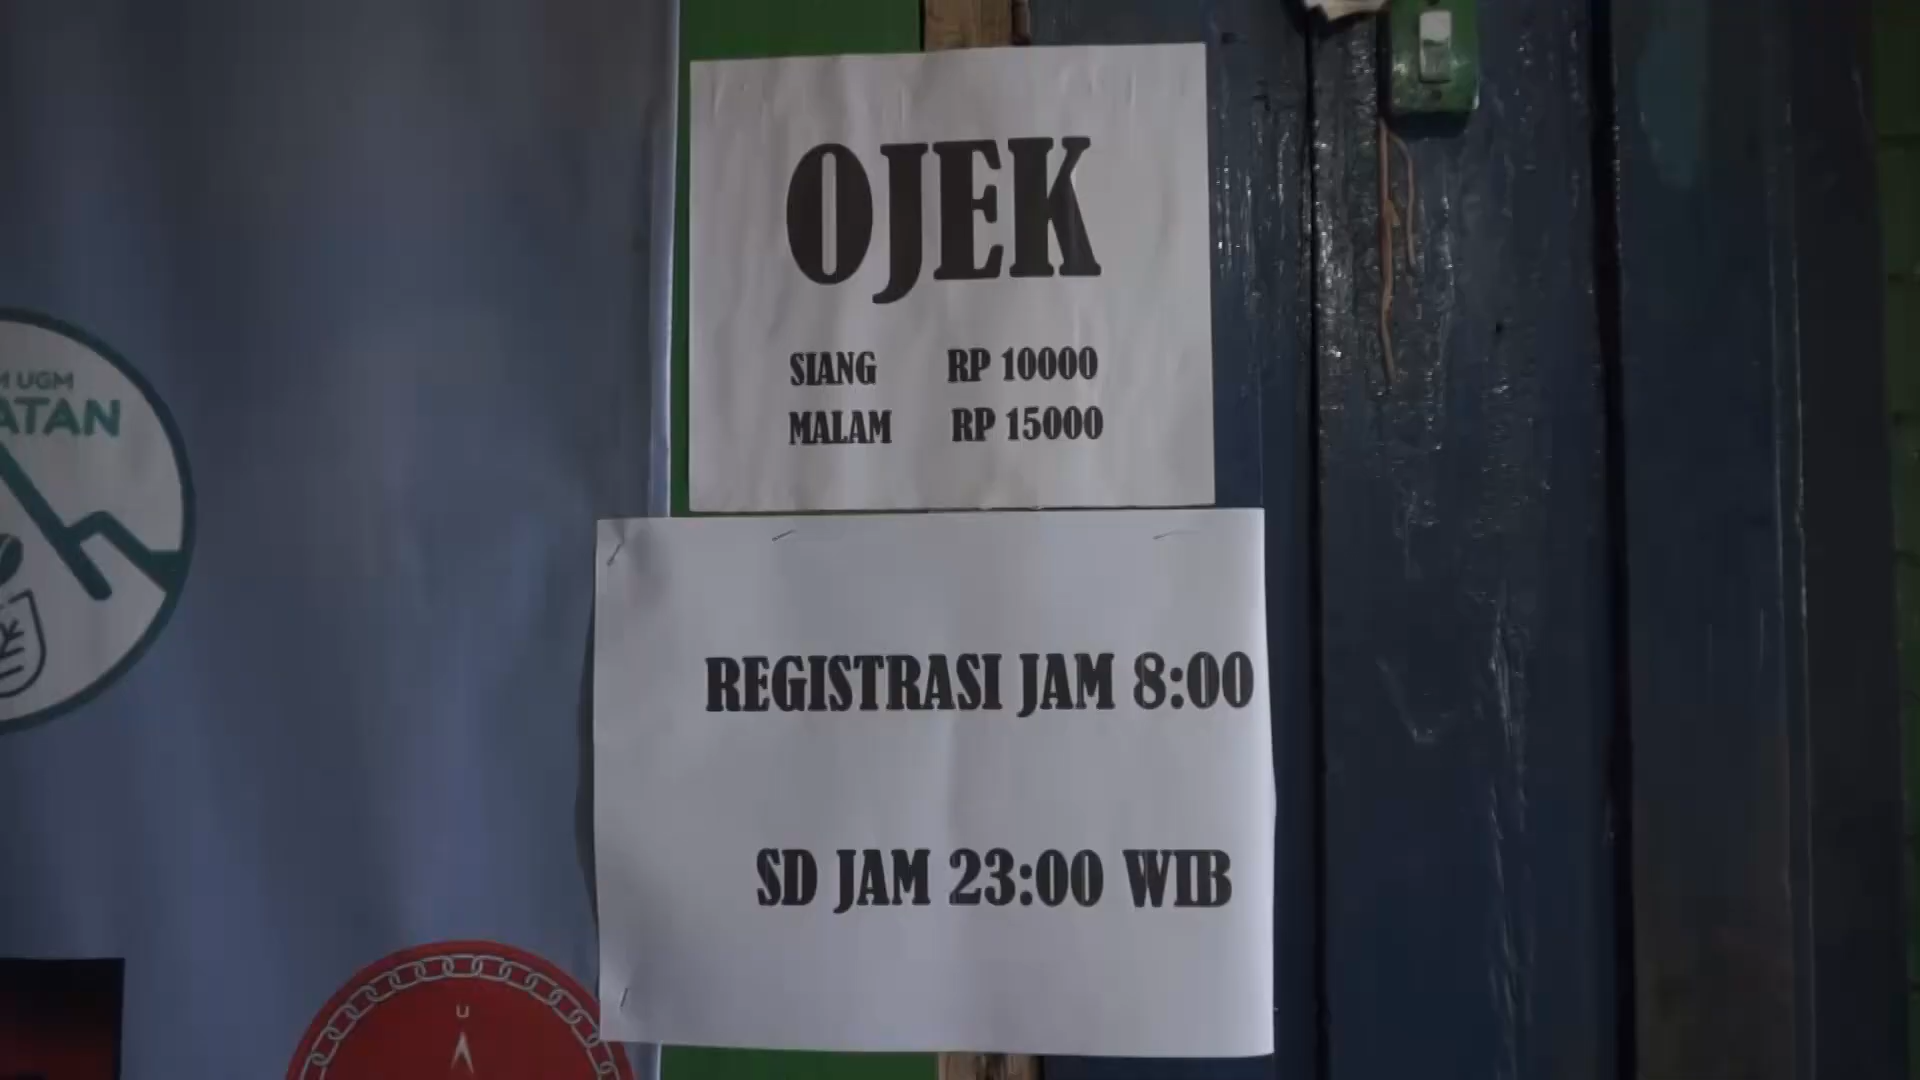 OJEK
SIANG RP 10000
MALAM RP 15000
REGISTRASI JAM 8:00
SD JAM 23:00 WIB
UGM
ATAN
U